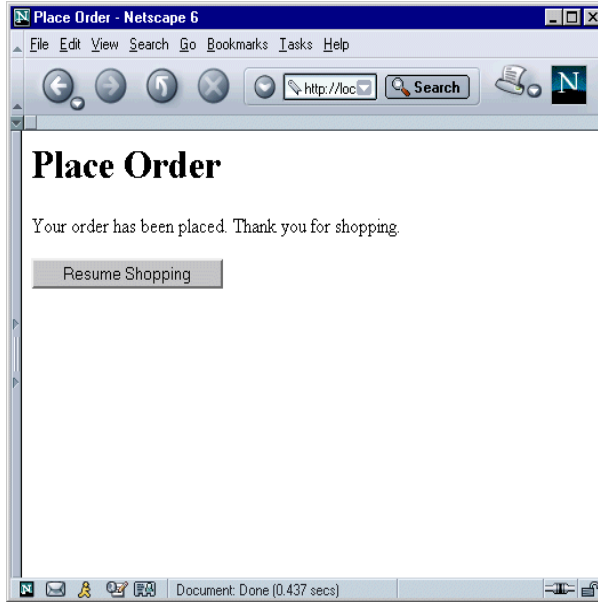 Place Order - Netscape 6
File Edit View Search Go Bookmarks Tasks Help
http://loc Search N
Place Order
Your order has been placed. Thank you for shopping.
Resume Shopping
N Document: Done (0.437 secs)